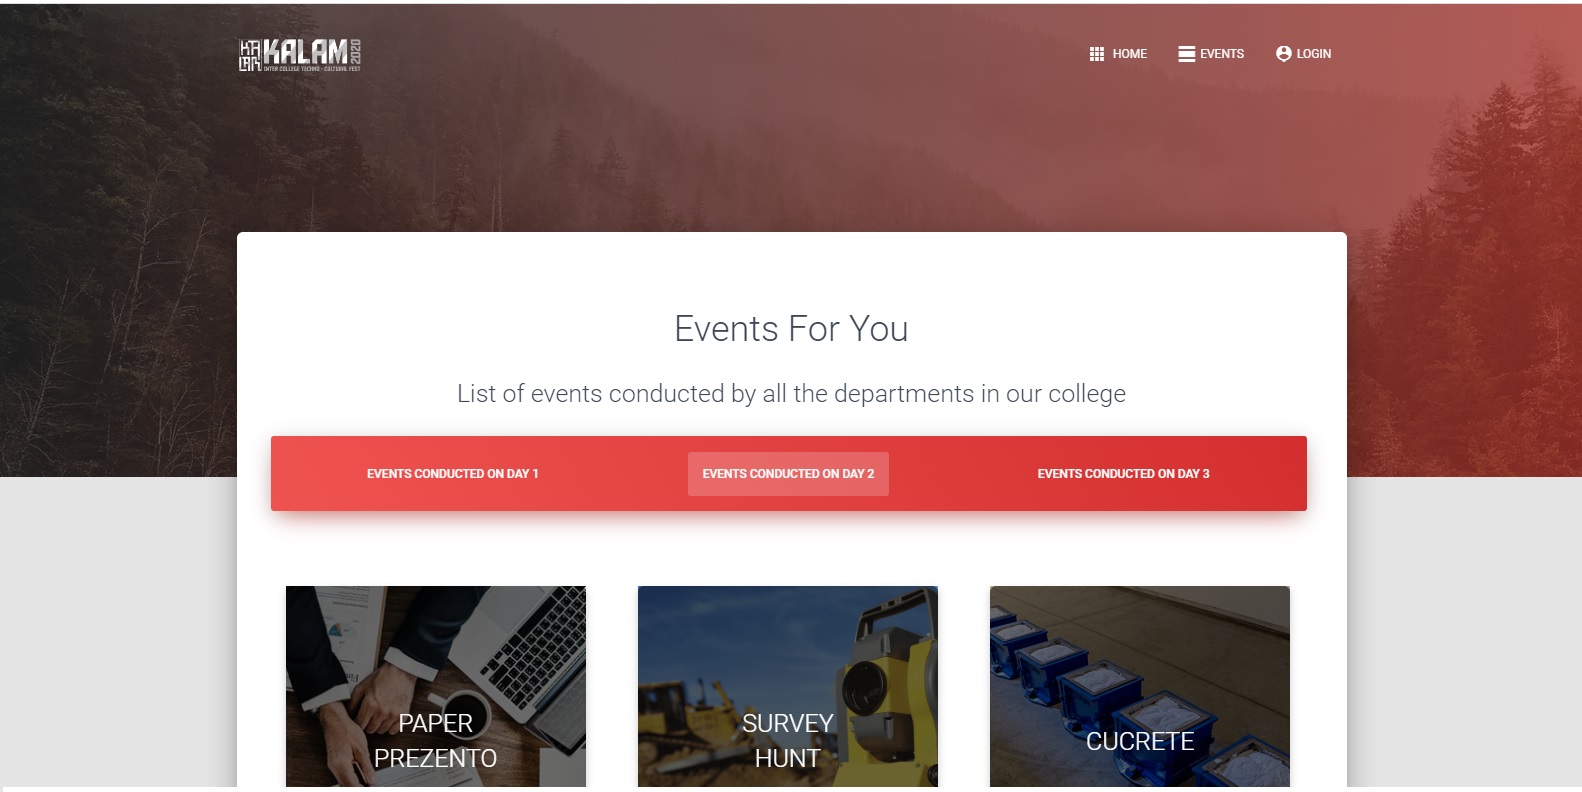 KALAM 2020
INTER COLLEGE TECHNO - CULTURAL FEST
HOME
EVENTS
LOGIN
Events For You
List of events conducted by all the departments in our college
EVENTS CONDUCTED ON DAY 1
EVENTS CONDUCTED ON DAY 2
EVENTS CONDUCTED ON DAY 3
PAPER
PREZENTO
SURVEY
HUNT
CUCRETE